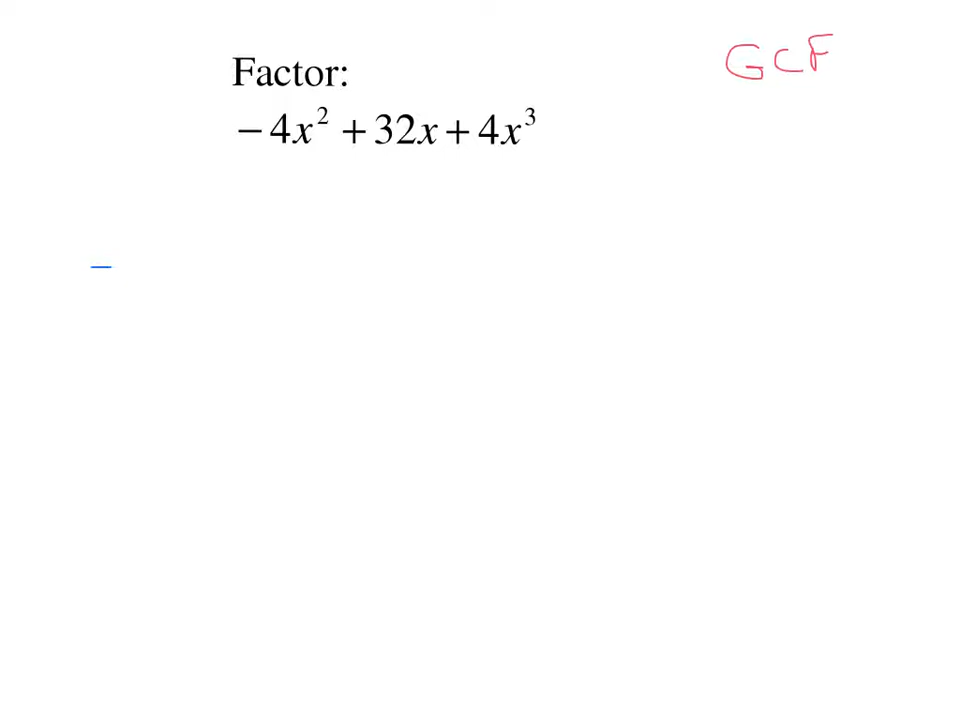 GCF
Factor:
− 4x² + 32x + 4x³